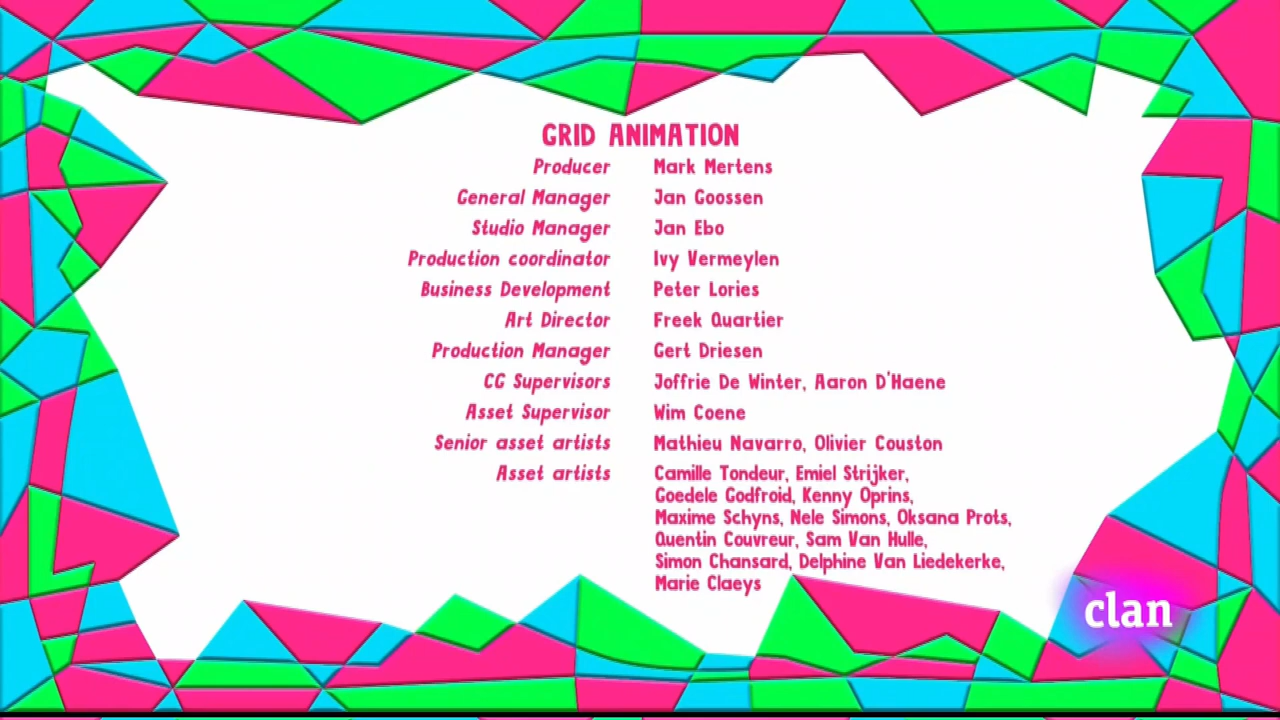 GRID ANIMATION
Producer Mark Mertens
General Manager Jan Goossen
Studio Manager Jan Ebo
Production coordinator Ivy Vermeylen
Business Development Peter Lories
Art Director Freek Quartier
Production Manager Gert Driesen
CG Supervisors Joffrie De Winter, Aaron D'Haene
Asset Supervisor Wim Coene
Senior asset artists Mathieu Navarro, Olivier Couston
Asset artists Camille Tondeur, Emiel Strijker,
Goedele Godfroid, Kenny Oprins,
Maxime Schyns, Nele Simons, Oksana Prots,
Quentin Couvreur, Sam Van Hulle,
Simon Chansard, Delphine Van Liedekerke,
Marie Claeys
clan